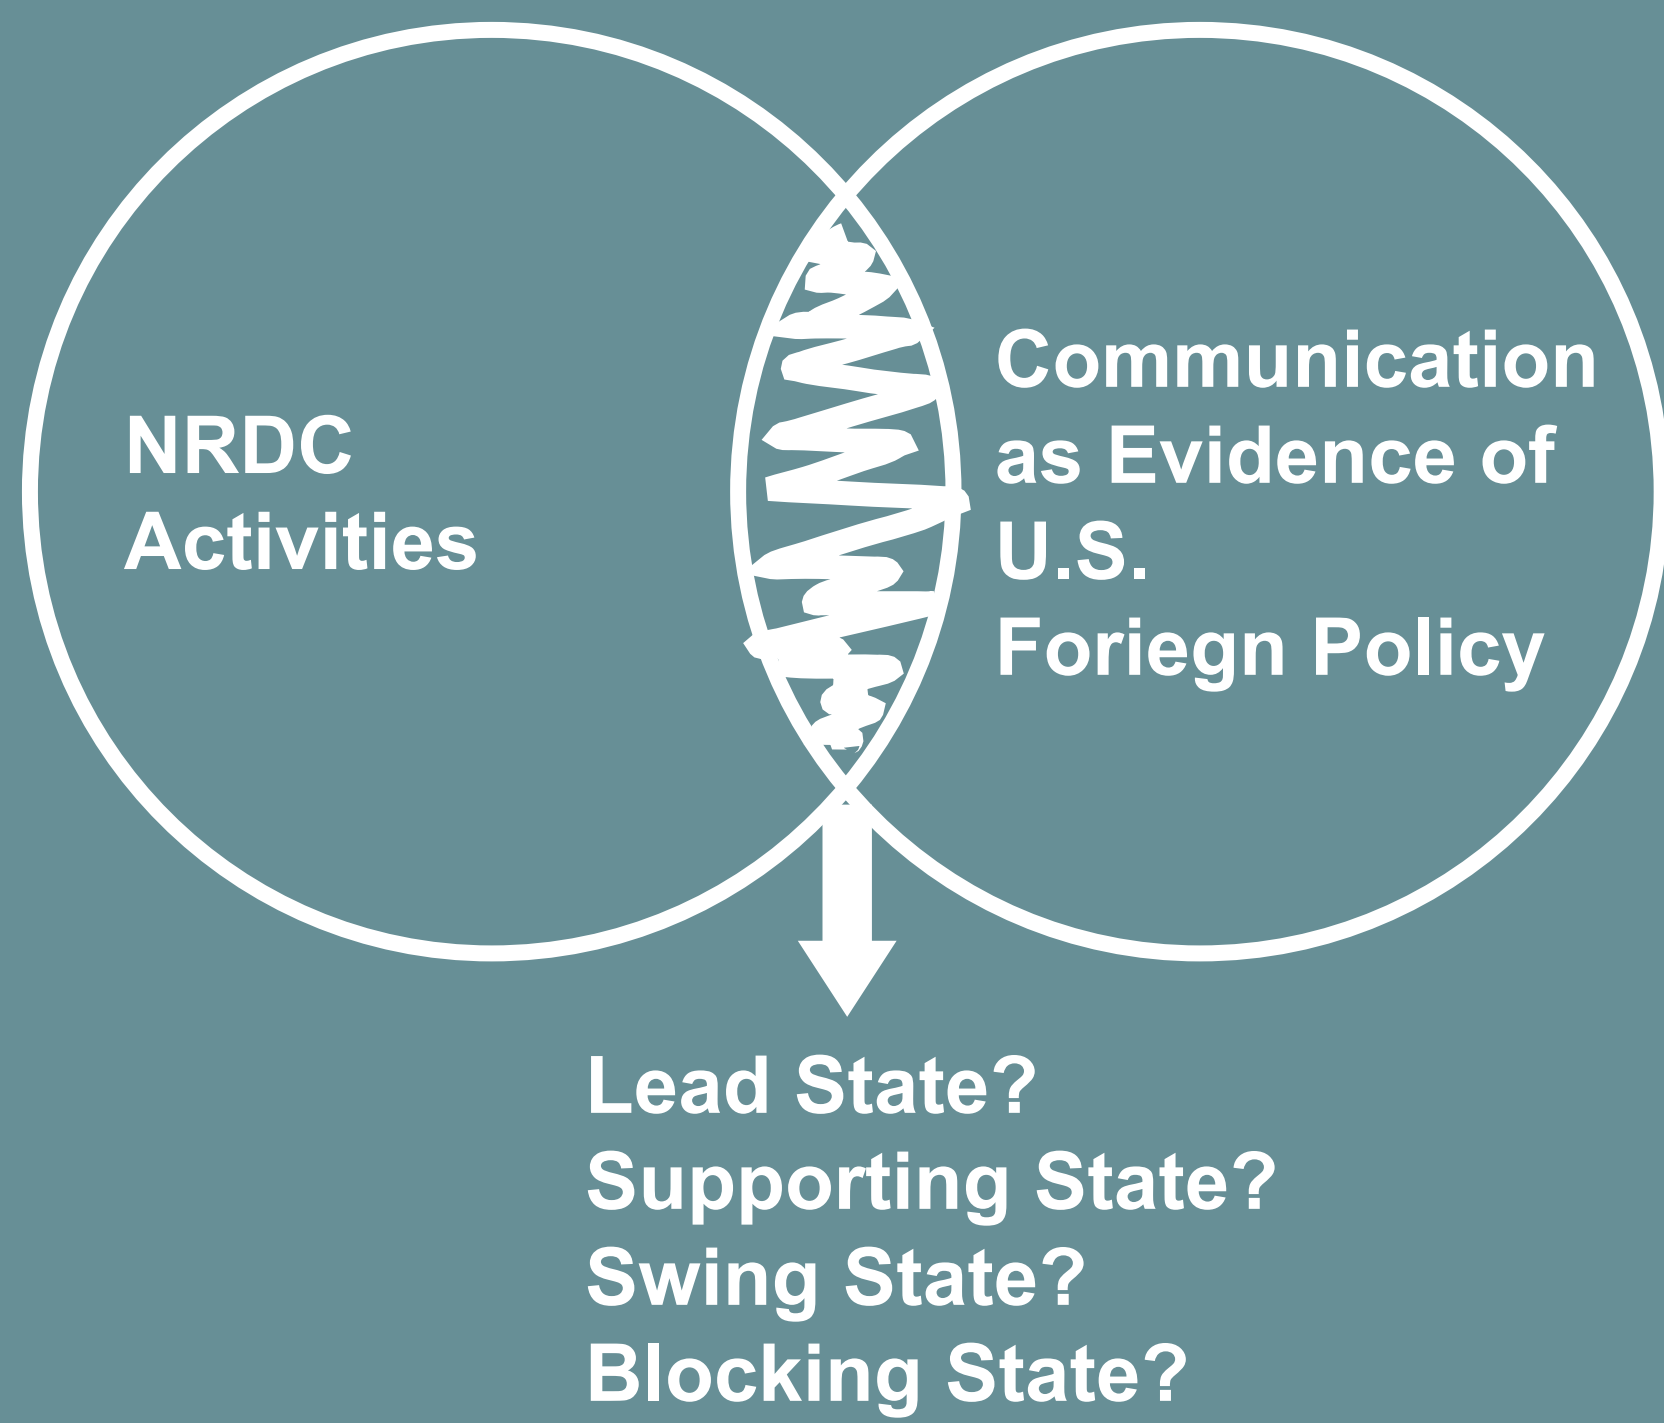 NRDC
Activities
Communication
as Evidence of
U.S.
Foriegn Policy
Lead State?
Supporting State?
Swing State?
Blocking State?